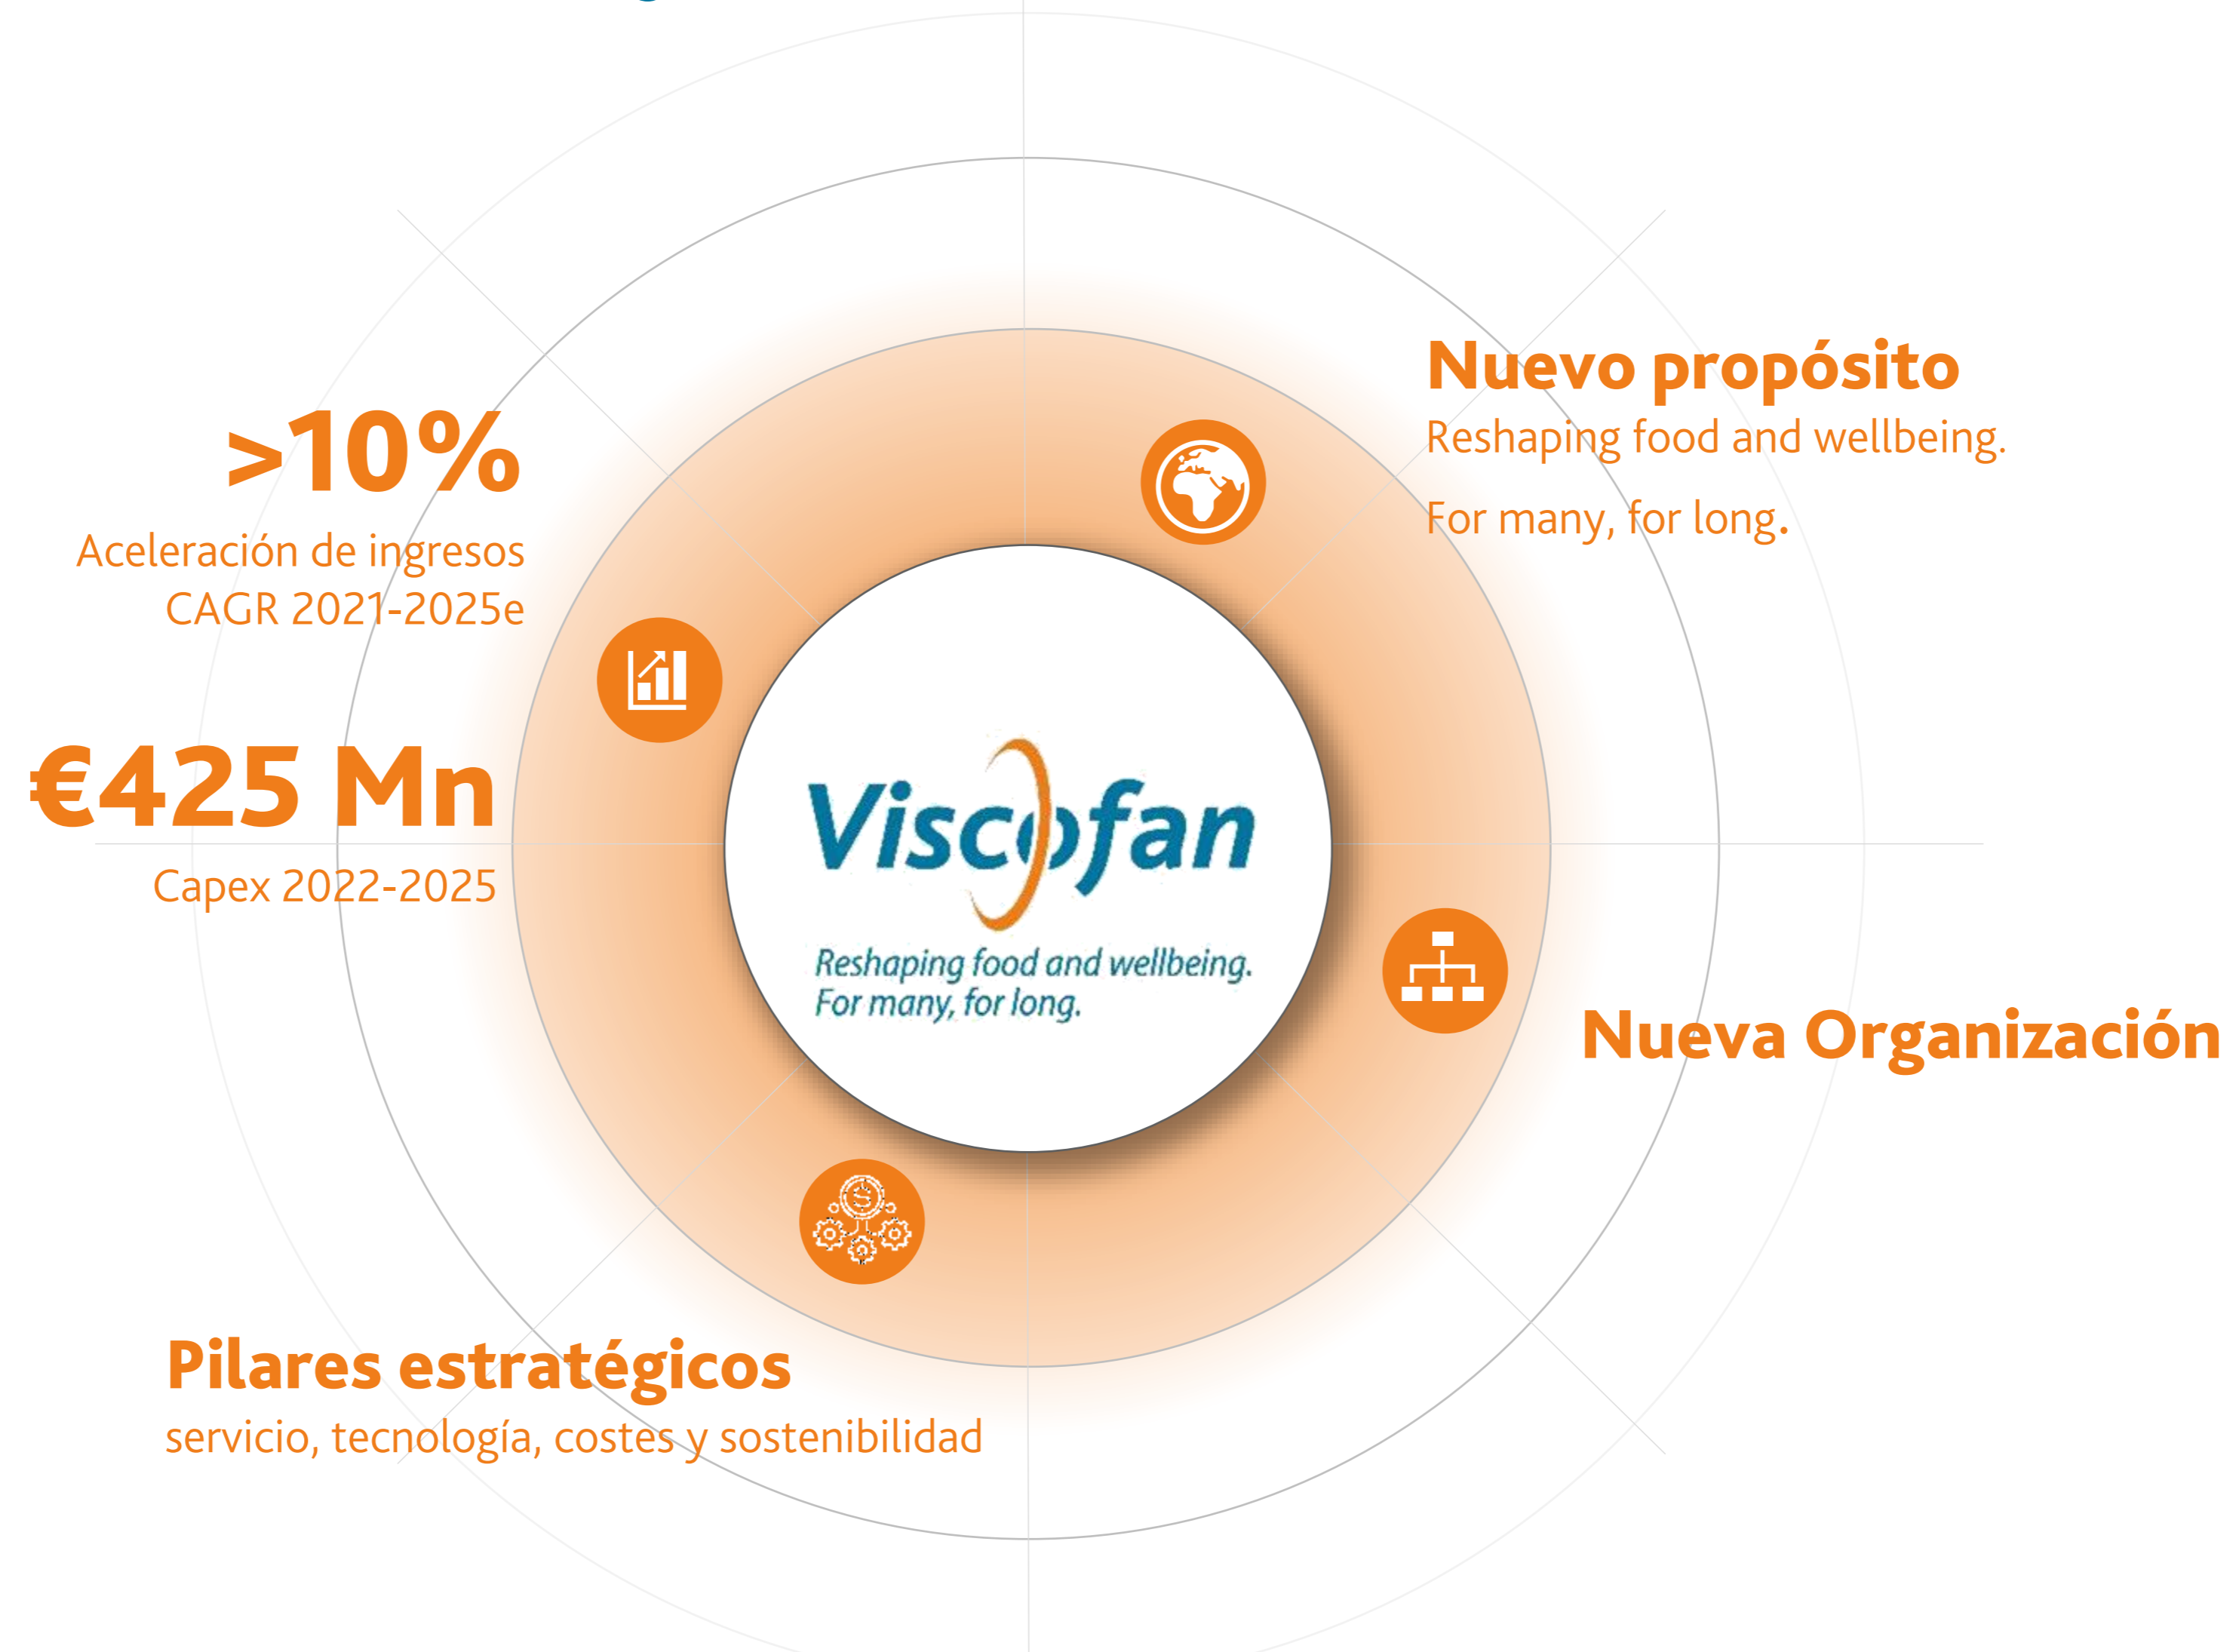 >10%
Aceleración de ingresos
CAGR 2021-2025e
€425 Mn
Capex 2022-2025
Nuevo propósito
Reshaping food and wellbeing.
For many, for long.
Viscofan
Reshaping food and wellbeing.
For many, for long.
Nueva Organización
Pilares estratégicos
servicio, tecnología, costes y sostenibilidad